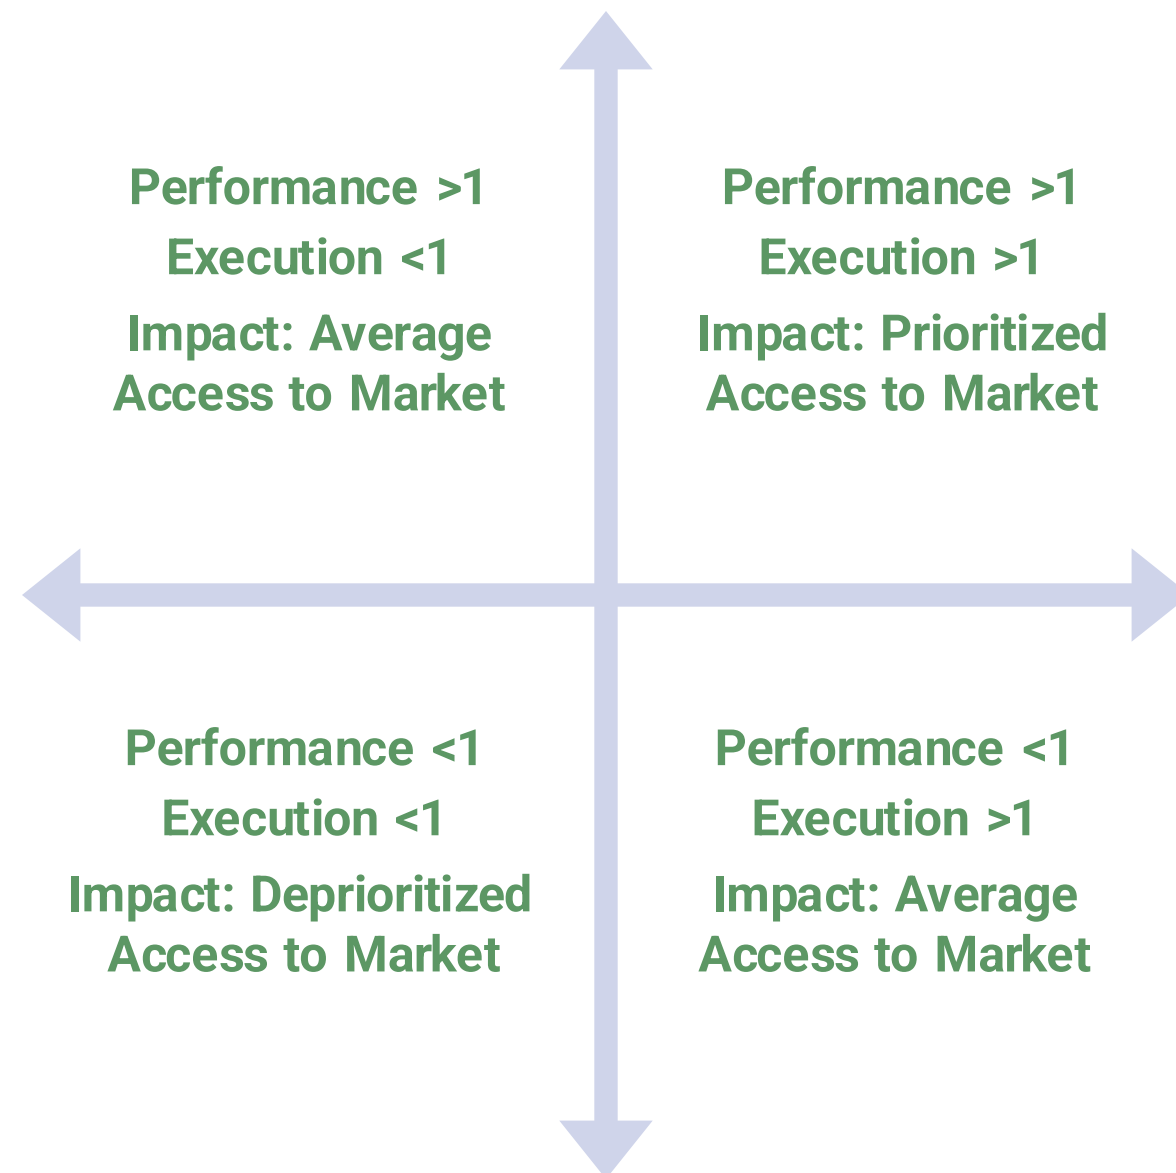 Performance >1
Execution <1
Impact: Average
Access to Market
Performance >1
Execution >1
Impact: Prioritized
Access to Market
Performance <1
Execution <1
Impact: Deprioritized
Access to Market
Performance <1
Execution >1
Impact: Average
Access to Market